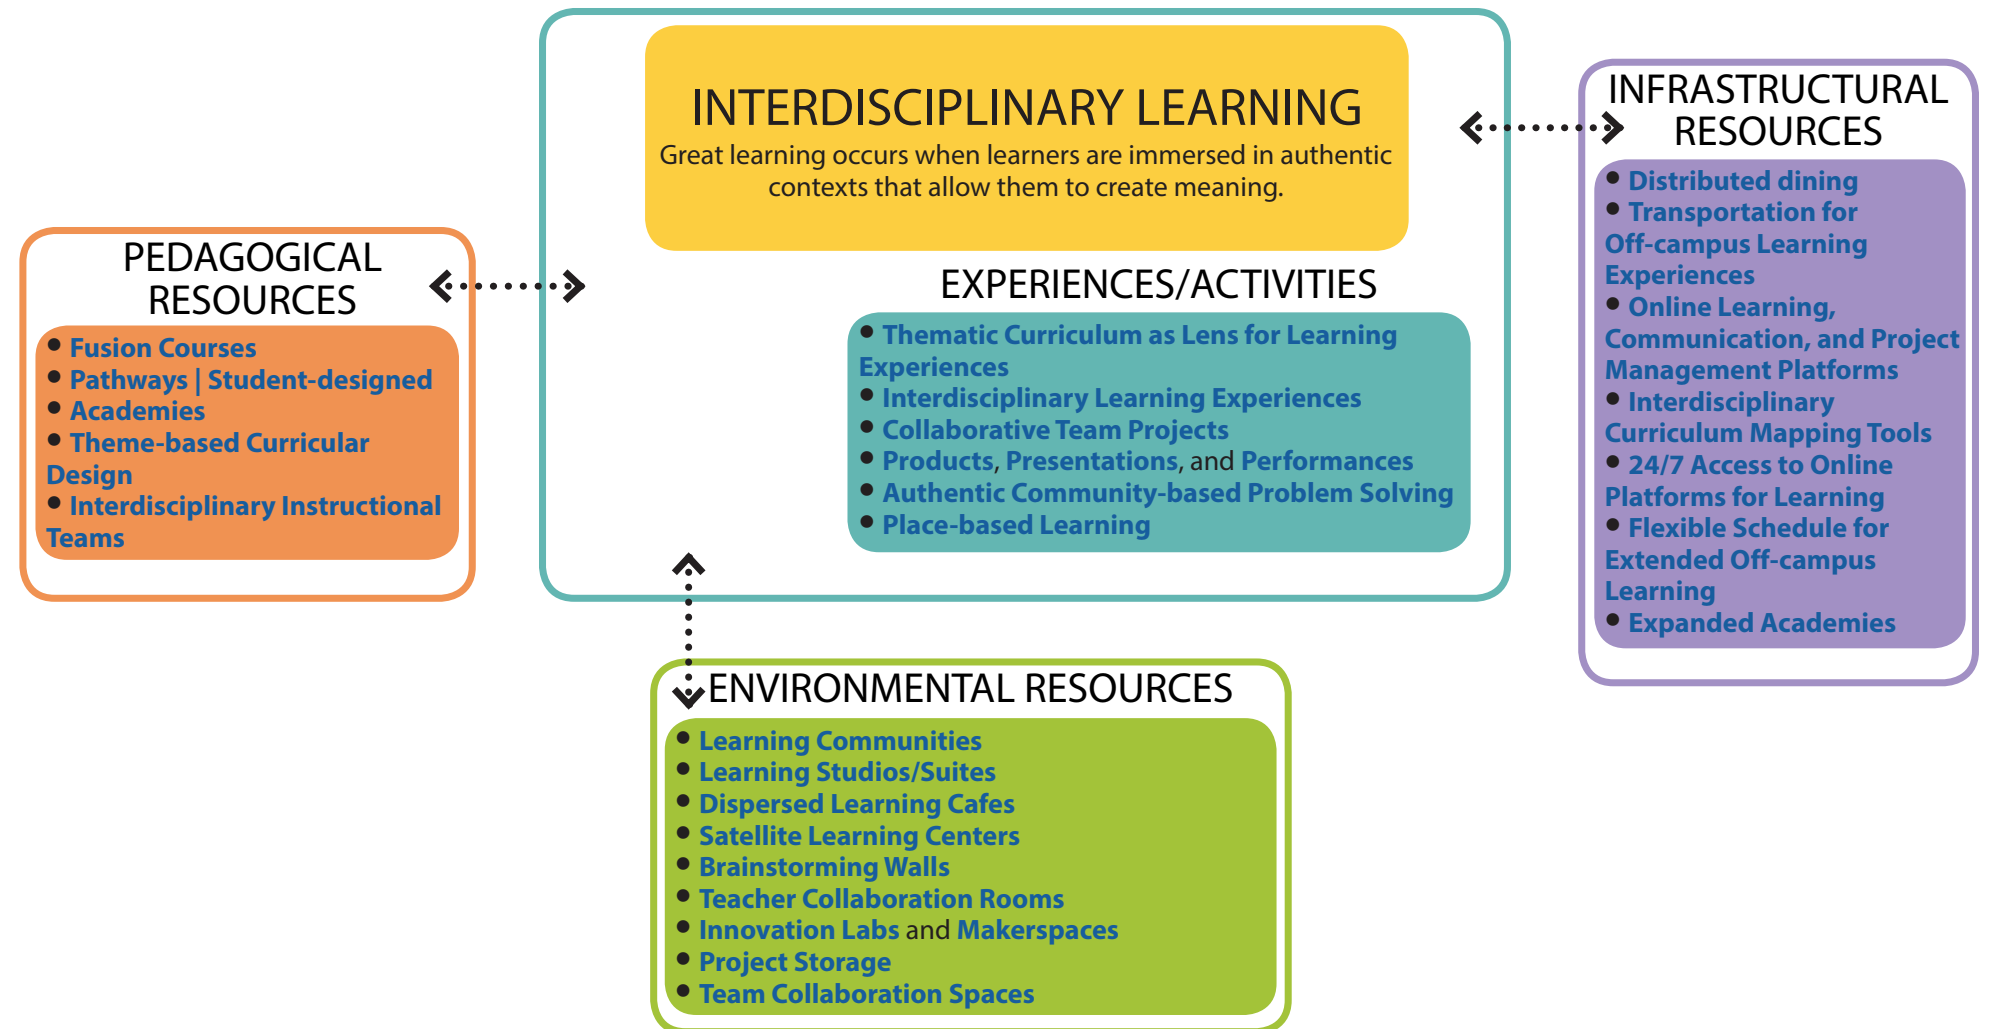 INTERDISCIPLINARY LEARNING
Great learning occurs when learners are immersed in authentic
contexts that allow them to create meaning.
EXPERIENCES/ACTIVITIES
• Thematic Curriculum as Lens for Learning
Experiences
• Interdisciplinary Learning Experiences
• Collaborative Team Projects
• Products, Presentations, and Performances
• Authentic Community-based Problem Solving
• Place-based Learning
PEDAGOGICAL
RESOURCES
• Fusion Courses
• Pathways | Student-designed
• Academies
• Theme-based Curricular
Design
• Interdisciplinary Instructional
Teams
INFRASTRUCTURAL
RESOURCES
• Distributed dining
• Transportation for
Off-campus Learning
Experiences
• Online Learning,
Communication, and Project
Management Platforms
• Interdisciplinary
Curriculum Mapping Tools
• 24/7 Access to Online
Platforms for Learning
• Flexible Schedule for
Extended Off-campus
Learning
• Expanded Academies
ENVIRONMENTAL RESOURCES
• Learning Communities
• Learning Studios/Suites
• Dispersed Learning Cafes
• Satellite Learning Centers
• Brainstorming Walls
• Teacher Collaboration Rooms
• Innovation Labs and Makerspaces
• Project Storage
• Team Collaboration Spaces